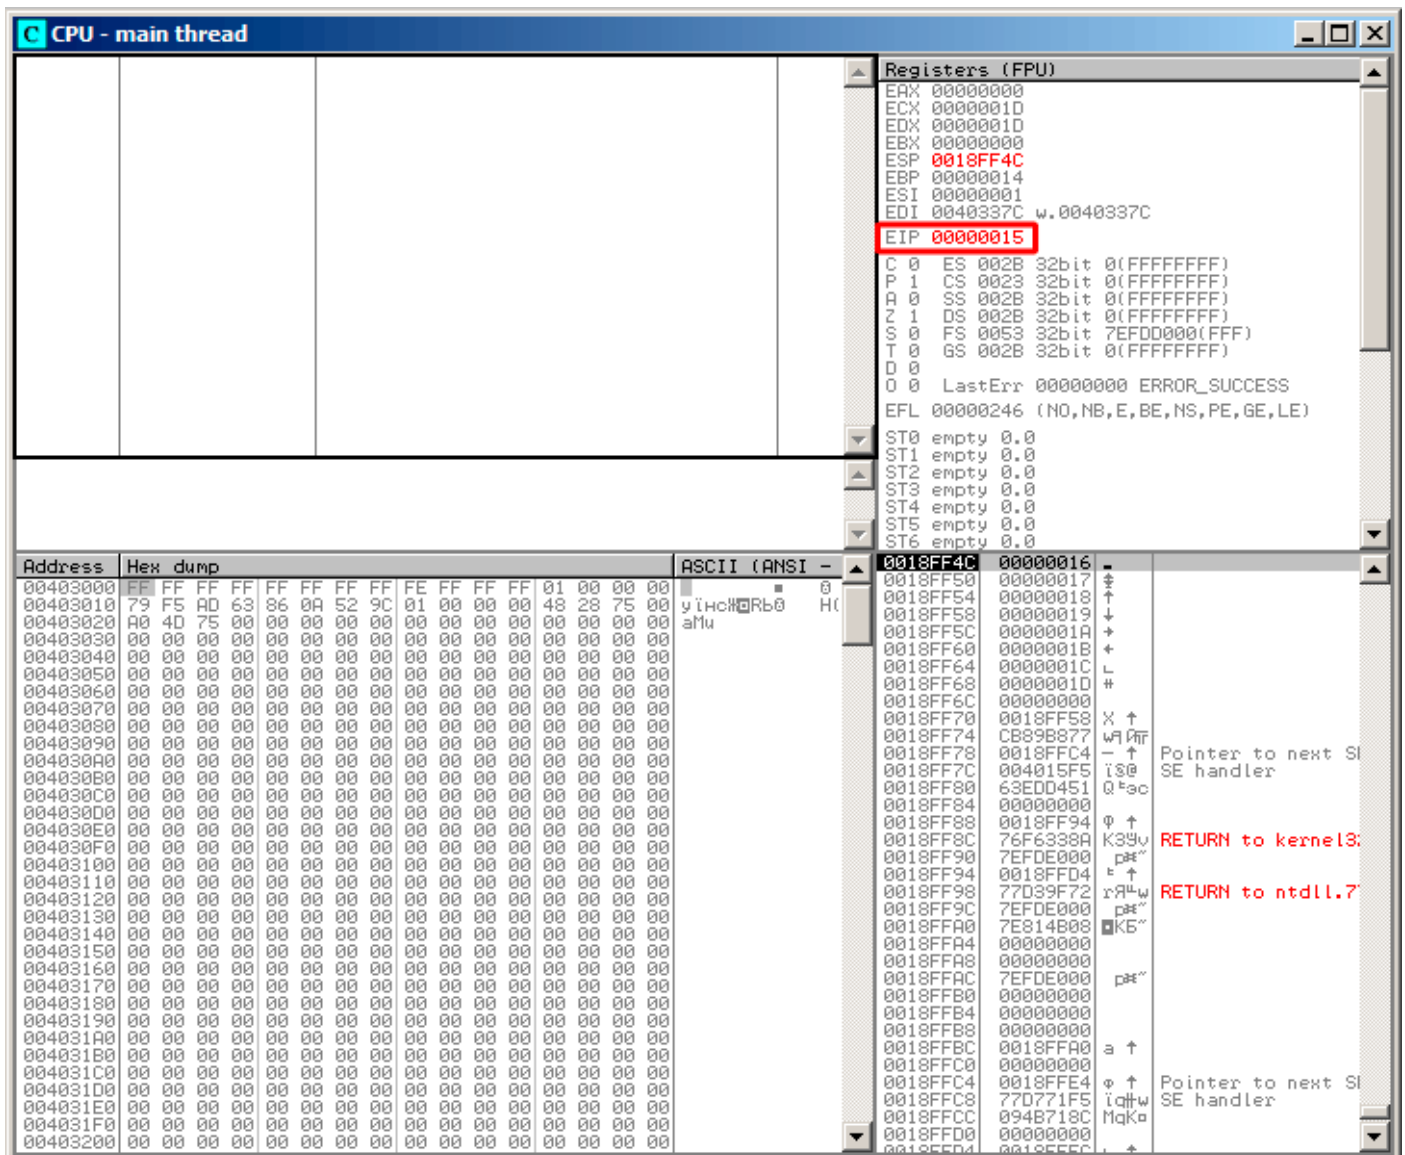 C CPU - main thread
Registers (FPU)
EAX 00000000
ECX 0000001D
EDX 0000001D
EBX 00000000
ESP 0018FF4C
EBP 00000014
ESI 00000001
EDI 0040337C w.0040337C
EIP 00000015
C 0 ES 002B 32bit 0(FFFFFFFF)
P 1 CS 0023 32bit 0(FFFFFFFF)
A 0 SS 002B 32bit 0(FFFFFFFF)
Z 1 DS 002B 32bit 0(FFFFFFFF)
S 0 FS 0053 32bit 7EFDD000(FFF)
T 0 GS 002B 32bit 0(FFFFFFFF)
D 0
O 0 LastErr 00000000 ERROR_SUCCESS
EFL 00000246 (NO,NB,E,BE,NS,PE,GE,LE)
ST0 empty 0.0
ST1 empty 0.0
ST2 empty 0.0
ST3 empty 0.0
ST4 empty 0.0
ST5 empty 0.0
ST6 empty 0.0
Address Hex dump ASCII (ANSI -
00403000 FF FF FF FF FF FF FF FF FE FF FF FF 01 00 00 00
00403010 79 F5 AD 63 86 0A 52 9C 01 00 00 00 48 28 75 00
00403020 A0 4D 75 00 00 00 00 00 00 00 00 00 00 00 00 00 aMu
00403030 00 00 00 00 00 00 00 00 00 00 00 00 00 00 00 00
00403040 00 00 00 00 00 00 00 00 00 00 00 00 00 00 00 00
00403050 00 00 00 00 00 00 00 00 00 00 00 00 00 00 00 00
00403060 00 00 00 00 00 00 00 00 00 00 00 00 00 00 00 00
00403070 00 00 00 00 00 00 00 00 00 00 00 00 00 00 00 00
00403080 00 00 00 00 00 00 00 00 00 00 00 00 00 00 00 00
00403090 00 00 00 00 00 00 00 00 00 00 00 00 00 00 00 00
004030A0 00 00 00 00 00 00 00 00 00 00 00 00 00 00 00 00
004030B0 00 00 00 00 00 00 00 00 00 00 00 00 00 00 00 00
004030C0 00 00 00 00 00 00 00 00 00 00 00 00 00 00 00 00
004030D0 00 00 00 00 00 00 00 00 00 00 00 00 00 00 00 00
004030E0 00 00 00 00 00 00 00 00 00 00 00 00 00 00 00 00
004030F0 00 00 00 00 00 00 00 00 00 00 00 00 00 00 00 00
00403100 00 00 00 00 00 00 00 00 00 00 00 00 00 00 00 00
00403110 00 00 00 00 00 00 00 00 00 00 00 00 00 00 00 00
00403120 00 00 00 00 00 00 00 00 00 00 00 00 00 00 00 00
00403130 00 00 00 00 00 00 00 00 00 00 00 00 00 00 00 00
00403140 00 00 00 00 00 00 00 00 00 00 00 00 00 00 00 00
00403150 00 00 00 00 00 00 00 00 00 00 00 00 00 00 00 00
00403160 00 00 00 00 00 00 00 00 00 00 00 00 00 00 00 00
00403170 00 00 00 00 00 00 00 00 00 00 00 00 00 00 00 00
00403180 00 00 00 00 00 00 00 00 00 00 00 00 00 00 00 00
00403190 00 00 00 00 00 00 00 00 00 00 00 00 00 00 00 00
004031A0 00 00 00 00 00 00 00 00 00 00 00 00 00 00 00 00
004031B0 00 00 00 00 00 00 00 00 00 00 00 00 00 00 00 00
004031C0 00 00 00 00 00 00 00 00 00 00 00 00 00 00 00 00
004031D0 00 00 00 00 00 00 00 00 00 00 00 00 00 00 00 00
004031E0 00 00 00 00 00 00 00 00 00 00 00 00 00 00 00 00
004031F0 00 00 00 00 00 00 00 00 00 00 00 00 00 00 00 00
00403200 00 00 00 00 00 00 00 00 00 00 00 00 00 00 00 00
0018FF4C 00000016
0018FF50 00000017
0018FF54 00000018 ↑
0018FF58 00000019 ↓
0018FF5C 0000001A →
0018FF60 0000001B ←
0018FF64 0000001C
0018FF68 0000001D
0018FF6C 00000000
0018FF70 0018FF58 X ↑
0018FF74 CB89B877
0018FF78 0018FFC4 ─ ↑ Pointer to next
0018FF7C 004015F5 SE handler
0018FF80 63EDD451
0018FF84 00000000
0018FF88 0018FF94 Ф ↑
0018FF8C 76F6338A RETURN to kernel32
0018FF90 7EFDE000
0018FF94 0018FFD4 ↑
0018FF98 77D39F72 RETURN to ntdll.7
0018FF9C 7EFDE000
0018FFA0 7E814B08
0018FFA4 00000000
0018FFA8 00000000
0018FFAC 7EFDE000
0018FFB0 00000000
0018FFB4 00000000
0018FFB8 00000000
0018FFBC 0018FFA0 a ↑
0018FFC0 00000000
0018FFC4 0018FFE4 ф ↑ Pointer to next
0018FFC8 77D771F5 SE handler
0018FFCC 094B718C
0018FFD0 00000000